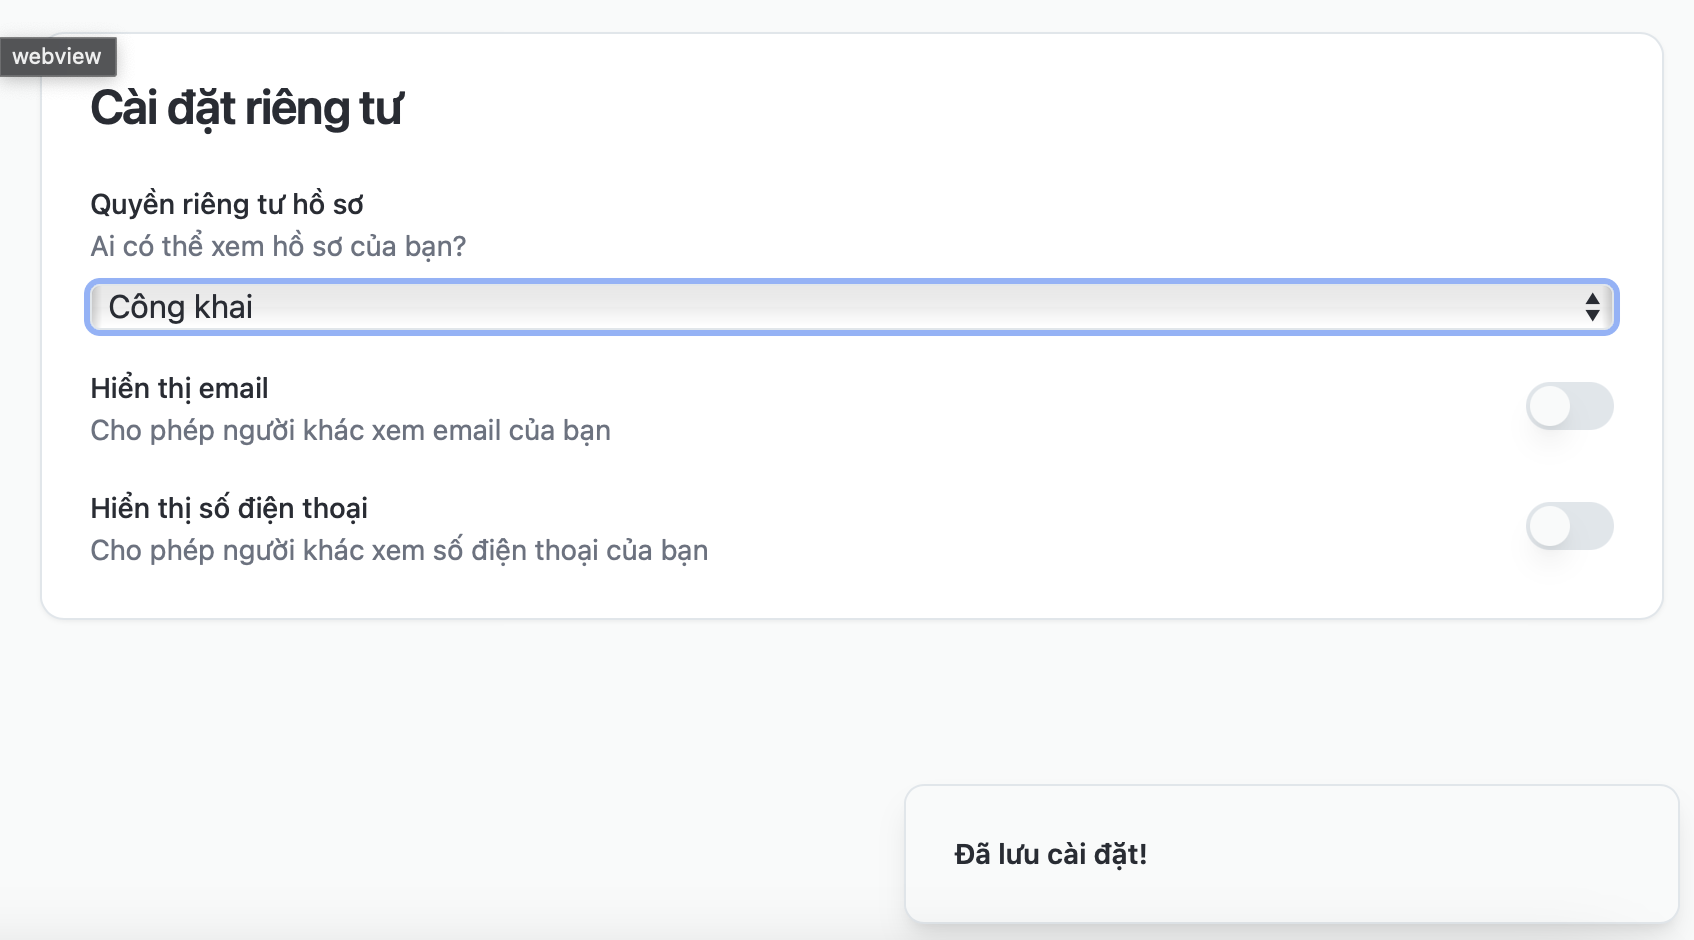 webview
Cài đặt riêng tư
Quyền riêng tư hồ sơ
Ai có thể xem hồ sơ của bạn?
Công khai
Hiển thị email
Cho phép người khác xem email của bạn
Hiển thị số điện thoại
Cho phép người khác xem số điện thoại của bạn
Đã lưu cài đặt!